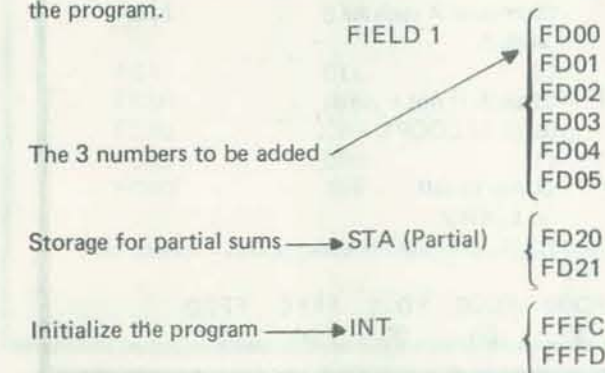 the program.
FIELD 1
FD00
FD01
FD02
FD03
FD04
FD05
The 3 numbers to be added
Storage for partial sums
STA (Partial)
FD20
FD21
Initialize the program
INT
FFFC
FFFD